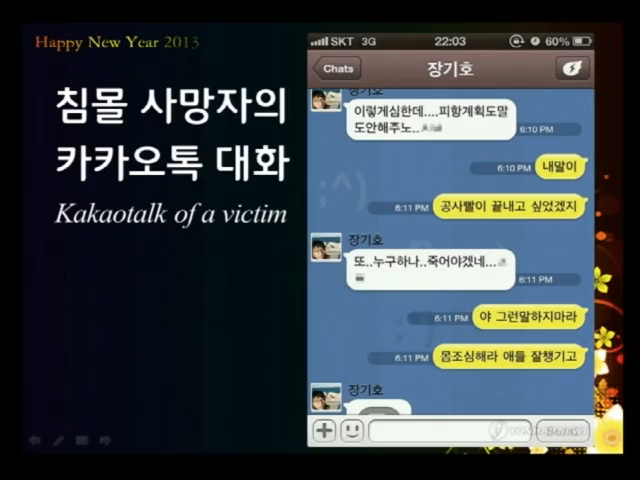 Happy New Year 2013
침몰 사망자의
카카오톡 대화
Kakaotalk of a victim
SKT 3G 22:03 60%
Chats 장기호
장기호
이렇게심한데....피항계획도말
도안해주노..
6:10 PM
6:10 PM 내말이
6:11 PM 공사빨이 끝내고 싶었겠지
장기호
또..누구하나..죽어야겠네...
6:11 PM
6:11 PM 야 그런말하지마라
6:11 PM 몸조심해라 애들 잘챙기고
장기호